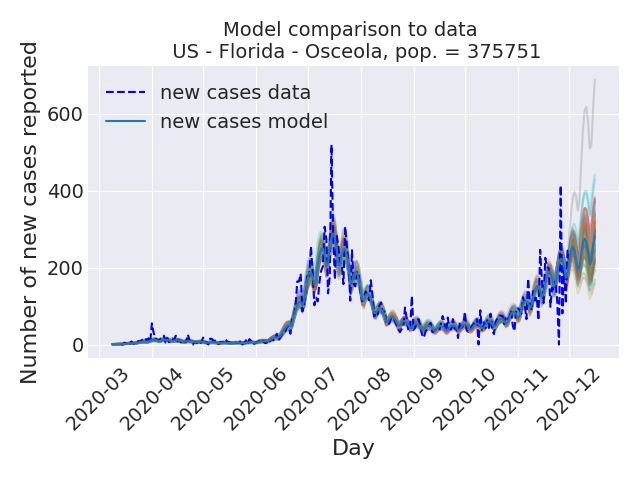 Model comparison to data
US - Florida - Osceola, pop. = 375751
Number of new cases reported
600
400
200
0
new cases data
new cases model
2020-03
2020-04
2020-05
2020-06
2020-07
2020-08
2020-09
2020-10
2020-11
2020-12
Day